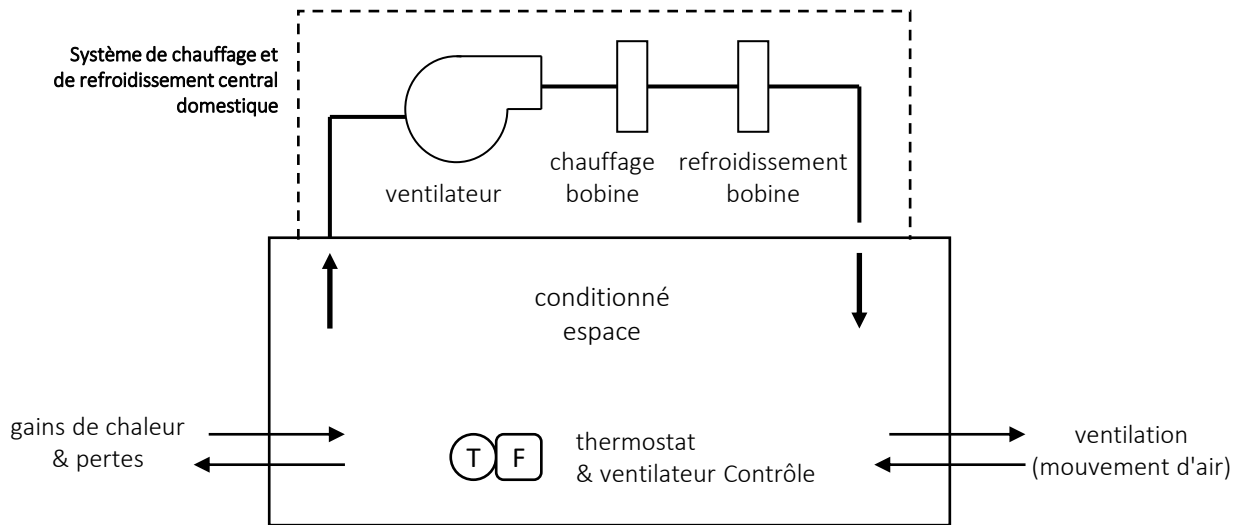 Système de chauffage et
de refroidissement central
domestique
ventilateur
chauffage
bobine
refroidissement
bobine
conditionné
espace
gains de chaleur
& pertes
T F
thermostat
& ventilateur Contrôle
ventilation
(mouvement d'air)